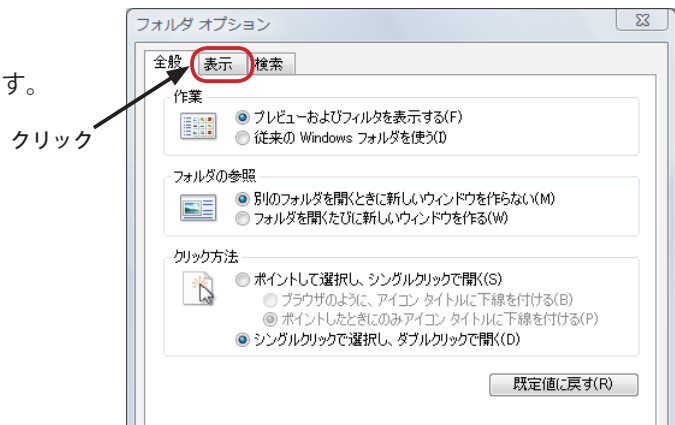 フォルダ オプション
全般 表示 検索
す。
クリック
作業
プレビューおよびフィルタを表示する(F)
従来の Windows フォルダを使う(I)
フォルダの参照
別のフォルダを開くときに新しいウィンドウを作らない(M)
フォルダを開くたびに新しいウィンドウを作る(W)
クリック方法
ポイントして選択し、シングルクリックで開く(S)
ブラウザのように、アイコン タイトルに下線を付ける(B)
ポイントしたときにのみアイコン タイトルに下線を付ける(P)
シングルクリックで選択し、ダブルクリックで開く(D)
既定値に戻す(R)